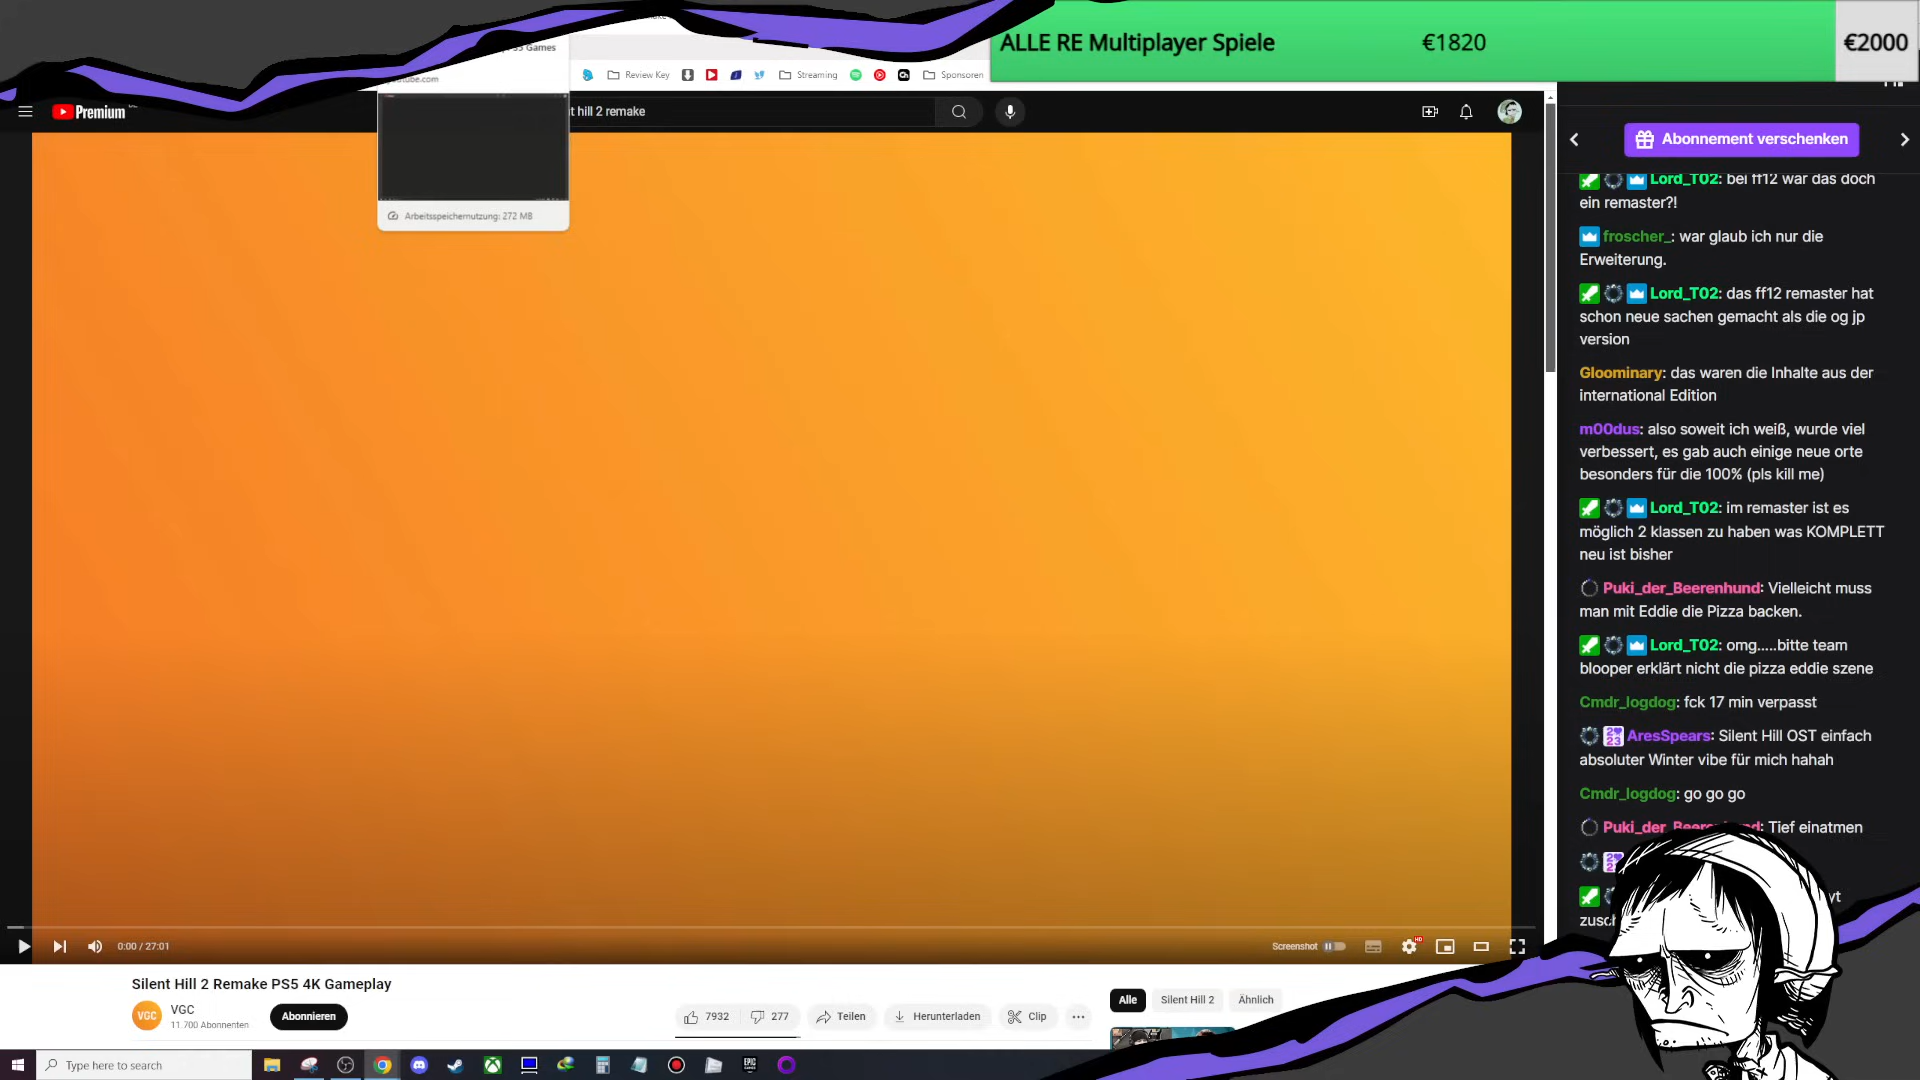 ALLE RE Multiplayer Spiele €1820 €2000
PS5 Games
Review Key Streaming Sponsoren
Premium
t hill 2 remake
Arbeitsspeichernutzung: 272 MB
Abonnement verschenken
Lord_T02: bei ff12 war das doch
ein remaster?!
froscher_: war glaub ich nur die
Erweiterung.
Lord_T02: das ff12 remaster hat
schon neue sachen gemacht als die og jp
version
Gloominary: das waren die Inhalte aus der
international Edition
m00dus: also soweit ich weiß, wurde viel
verbessert, es gab auch einige neue orte
besonders für die 100% (pls kill me)
Lord_T02: im remaster ist es
möglich 2 klassen zu haben was KOMPLETT
neu ist bisher
Puki_der_Beerenhund: Vielleicht muss
man mit Eddie die Pizza backen.
Lord_T02: omg.....bitte team
blooper erklärt nicht die pizza eddie szene
Cmdr_logdog: fck 17 min verpasst
AresSpears: Silent Hill OST einfach
absoluter Winter vibe für mich hahah
Cmdr_logdog: go go go
Puki_der_Beerenhund: Tief einatmen
0:00 / 27:01
Screenshot
HD
Silent Hill 2 Remake PS5 4K Gameplay
VGC
VGC
11.700 Abonnenten
Abonnieren
7932 277 Teilen Herunterladen Clip
Alle Silent Hill 2 Ähnlich
Type here to search